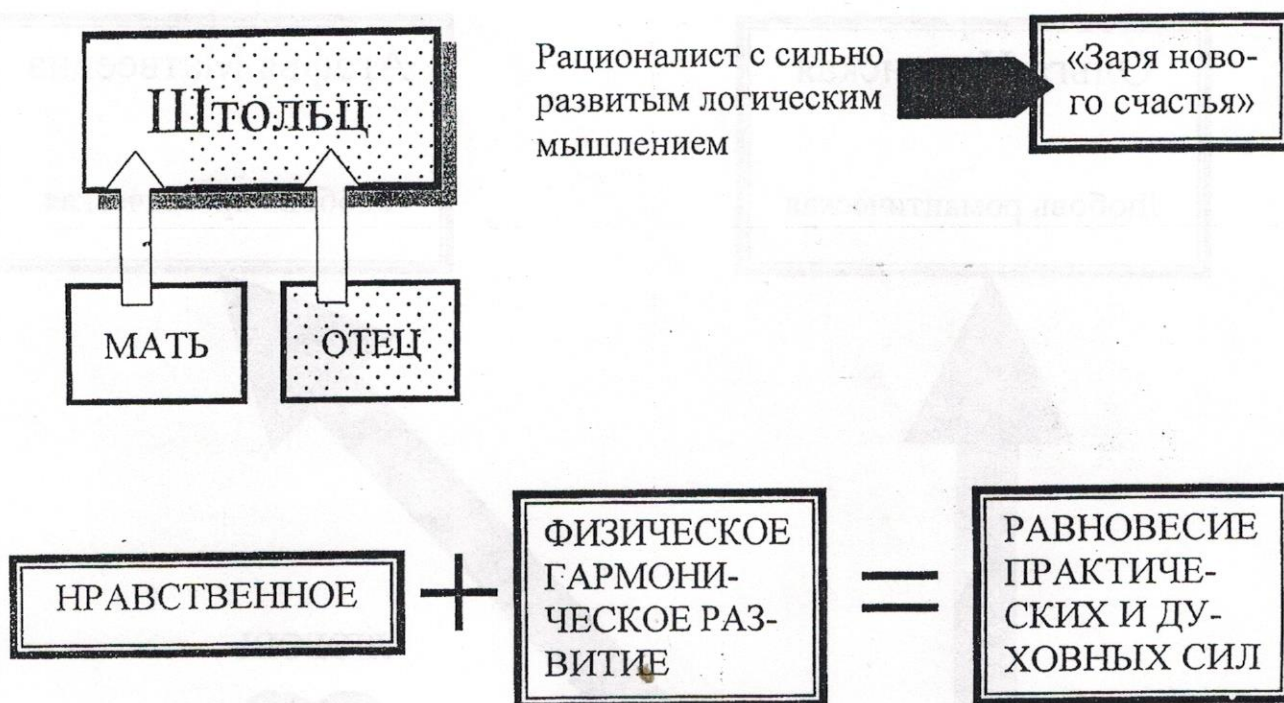 Штольц
Рационалист с сильно
развитым логическим
мышлением
«Заря ново-
го счастья»
МАТЬ
ОТЕЦ
НРАВСТВЕННОЕ
+
ФИЗИЧЕСКОЕ
ГАРМОНИ-
ЧЕСКОЕ РАЗ-
ВИТИЕ
=
РАВНОВЕСИЕ
ПРАКТИЧЕ-
СКИХ И ДУ-
ХОВНЫХ СИЛ